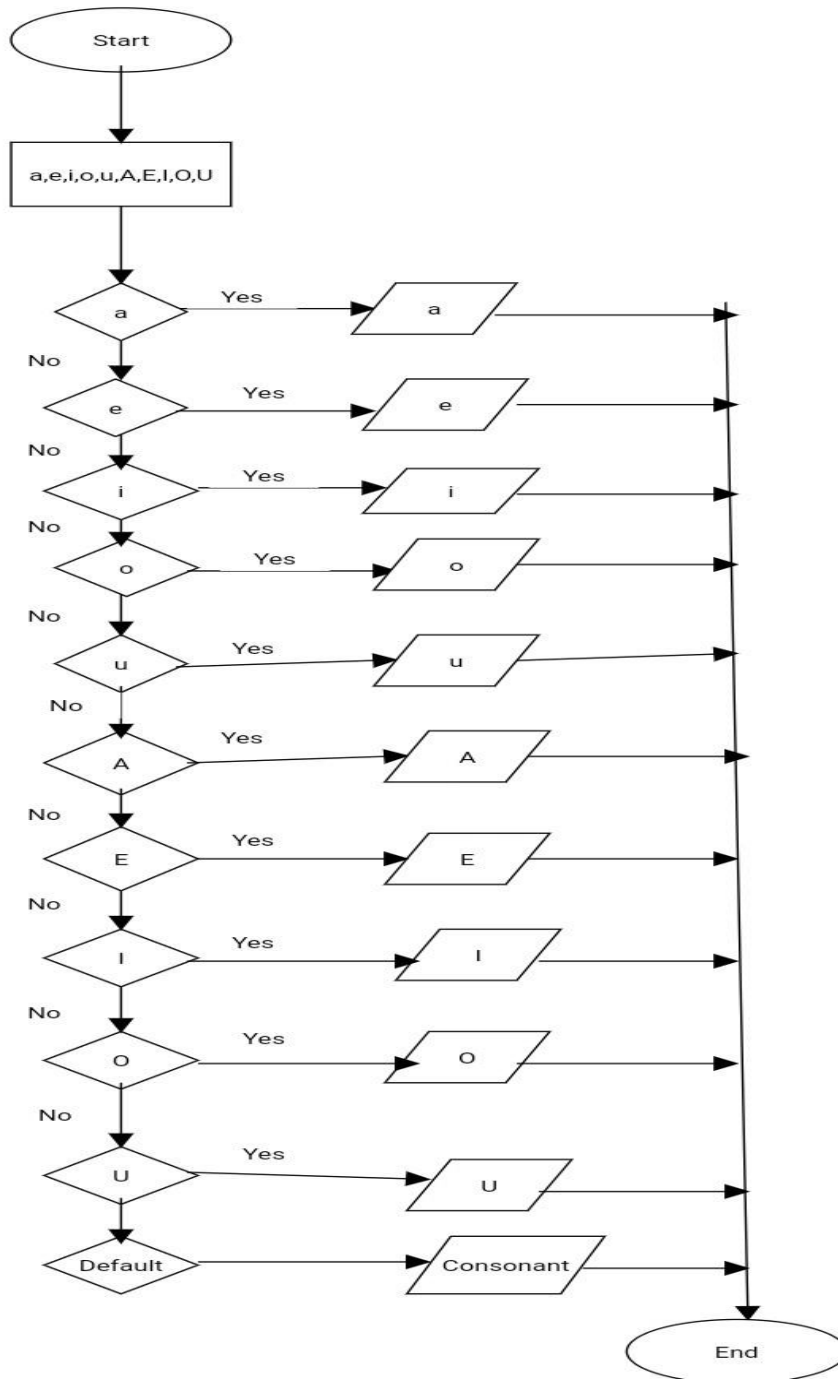 Start
a,e,i,o,u,A,E,I,O,U
a
Yes
a
No
e
Yes
e
No
i
Yes
i
No
o
Yes
o
No
u
Yes
u
No
A
Yes
A
No
E
Yes
E
No
I
Yes
I
No
O
Yes
O
No
U
Yes
U
Default
Consonant
End